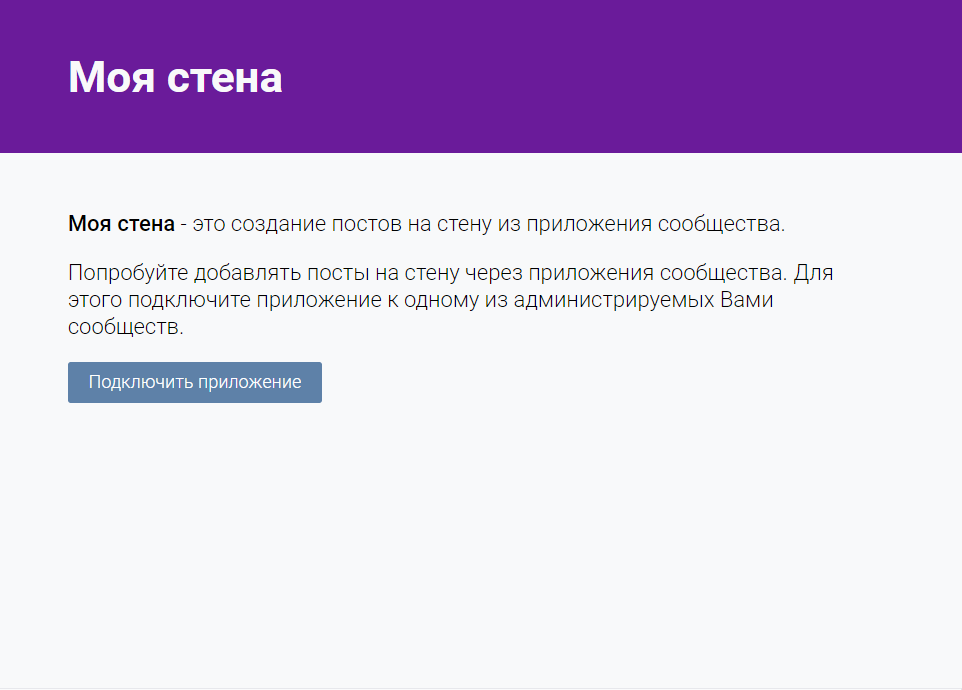 Моя стена
Моя стена - это создание постов на стену из приложения сообщества.
Попробуйте добавлять посты на стену через приложения сообщества. Для
этого подключите приложение к одному из администрируемых Вами
сообществ.
Подключить приложение